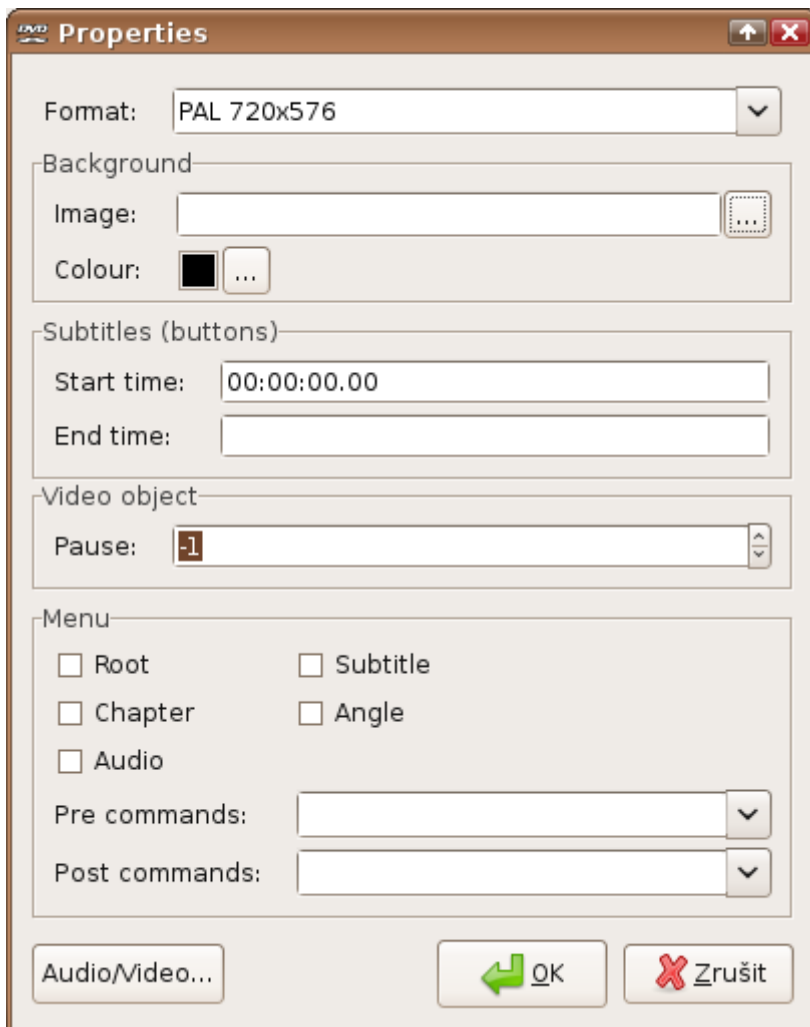 DVD Properties
Format: PAL 720x576
Background
Image: ...
Colour: ...
Subtitles (buttons)
Start time: 00:00:00.00
End time:
Video object
Pause: -1
Menu
Root Subtitle
Chapter Angle
Audio
Pre commands:
Post commands:
Audio/Video... OK Zrušit